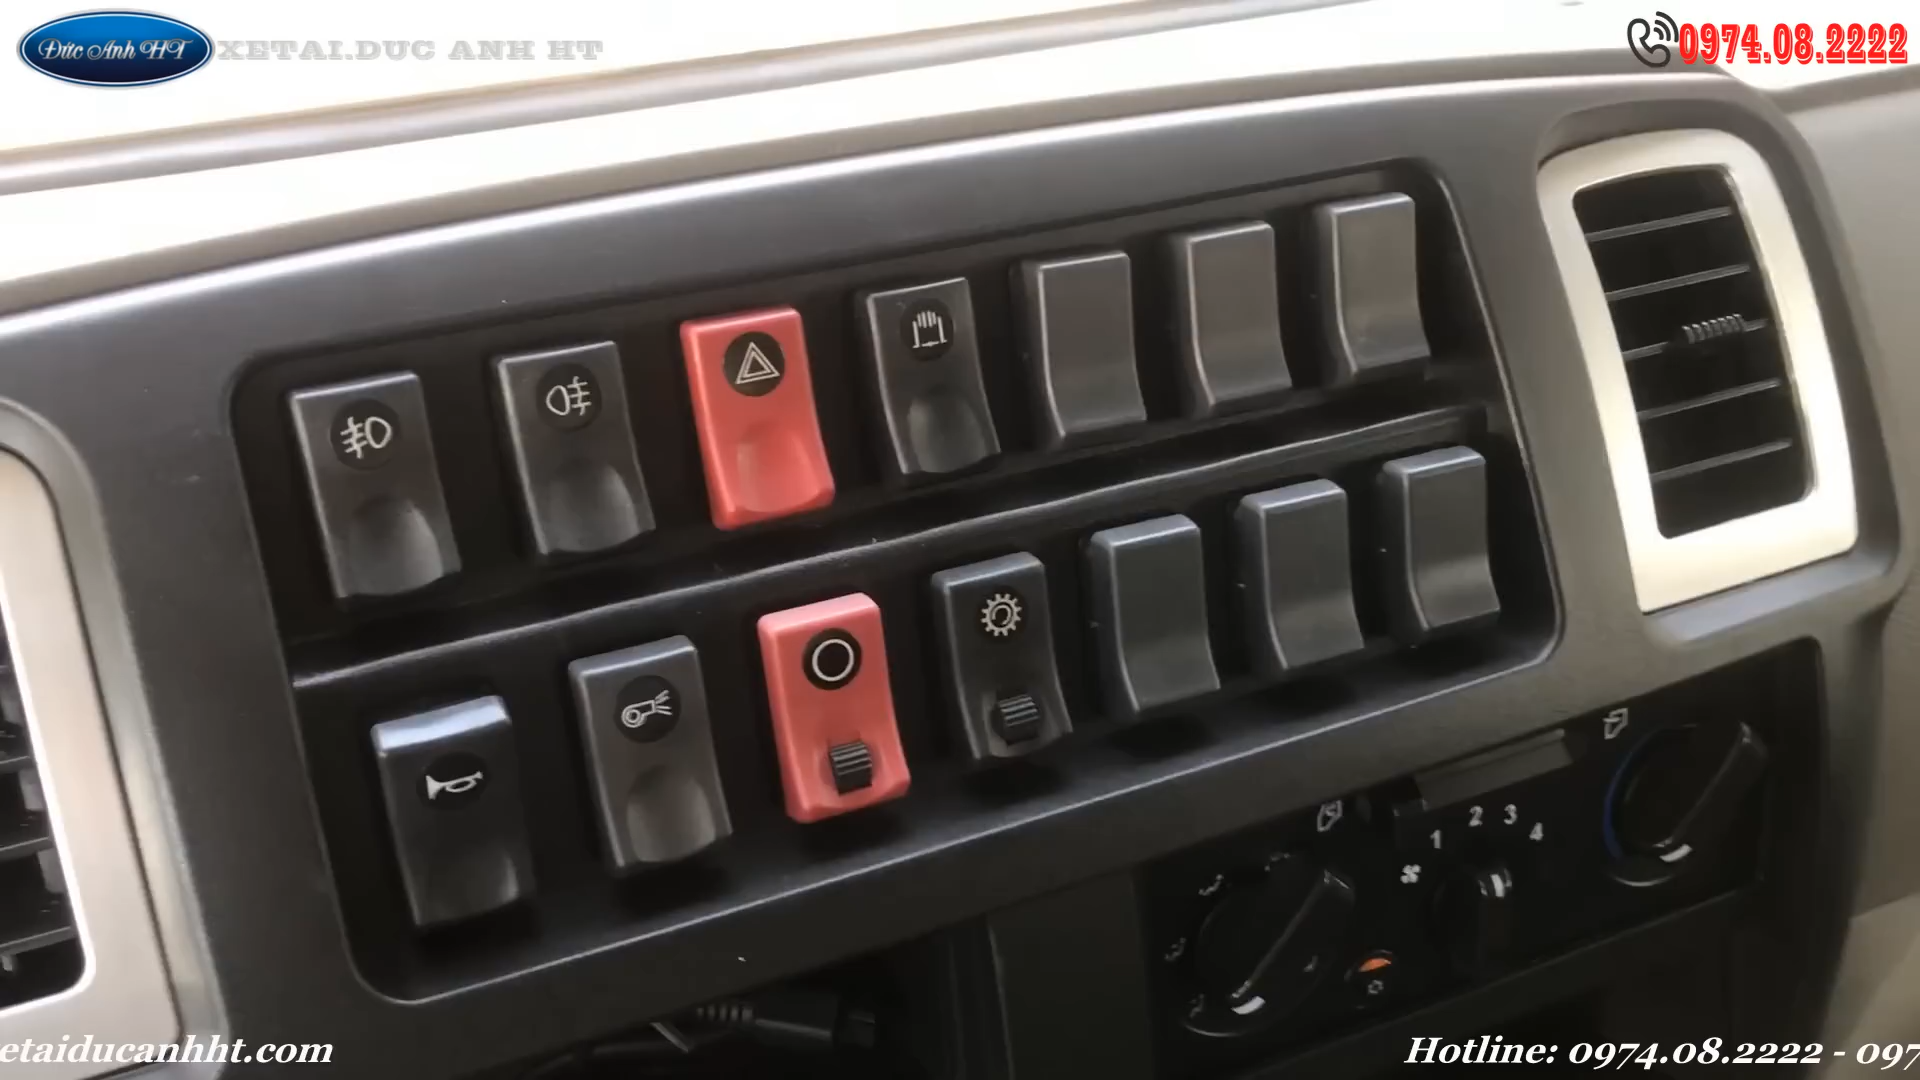 Đức Anh HT
XETAI.DUC ANH HT
0974.08.2222
1 2 3 4
etaiducanhht.com
Hotline: 0974.08.2222 - 097